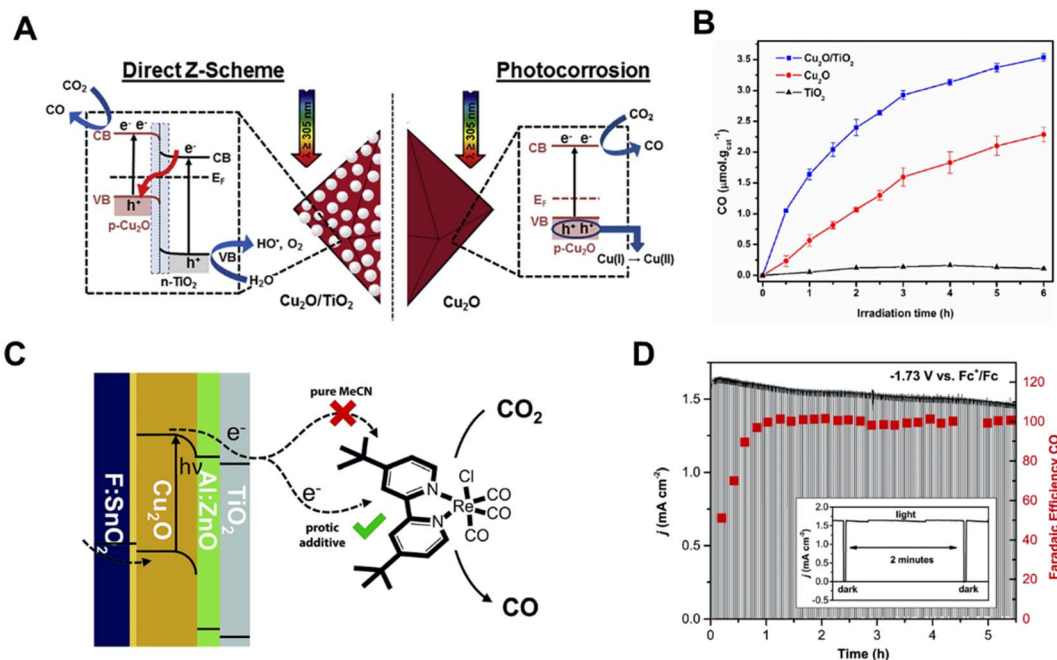 A
Direct Z-Scheme
Photocorrosion
CO₂
CO
CB
e⁻ e⁻
e⁻
CB
E_F
VB
h⁺
p-Cu₂O
h⁺
VB
n-TiO₂
HO•, O₂
H₂O
λ ≥ 305 nm
Cu₂O/TiO₂
λ ≥ 305 nm
Cu₂O
CB
e⁻ e⁻
CO₂
CO
E_F
VB
h⁺ h⁺
p-Cu₂O
Cu(I) → Cu(II)
B
CO (μmol.g_cat⁻¹)
3.5
3.0
2.5
2.0
1.5
1.0
0.5
0.0
Cu₂O/TiO₂
Cu₂O
TiO₂
0 1 2 3 4 5 6
Irradiation time (h)
C
F:SnO₂
Cu₂O
Al:ZnO
TiO₂
hν
e⁻
pure MeCN
e⁻
protic
additive
N
N
Re
Cl
CO
CO
CO
CO₂
CO
D
-1.73 V vs. Fc⁺/Fc
j (mA cm⁻²)
1.5
1.0
0.5
0.0
120
100
80
60
40
20
0
Faradaic Efficiency CO
j (mA cm⁻²)
2.0
1.5
1.0
0.5
0.0
-0.5
light
2 minutes
dark
dark
0 1 2 3 4 5
Time (h)